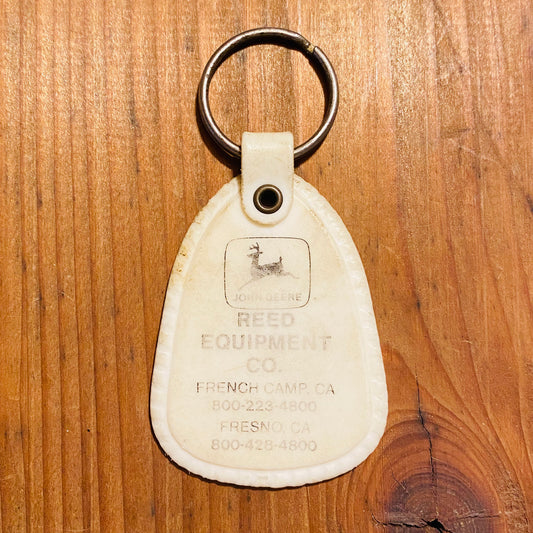 JOHN DEERE
REED
EQUIPMENT
CO.
FRENCH CAMP, CA
800-223-4800
FRESNO, CA
800-428-4800